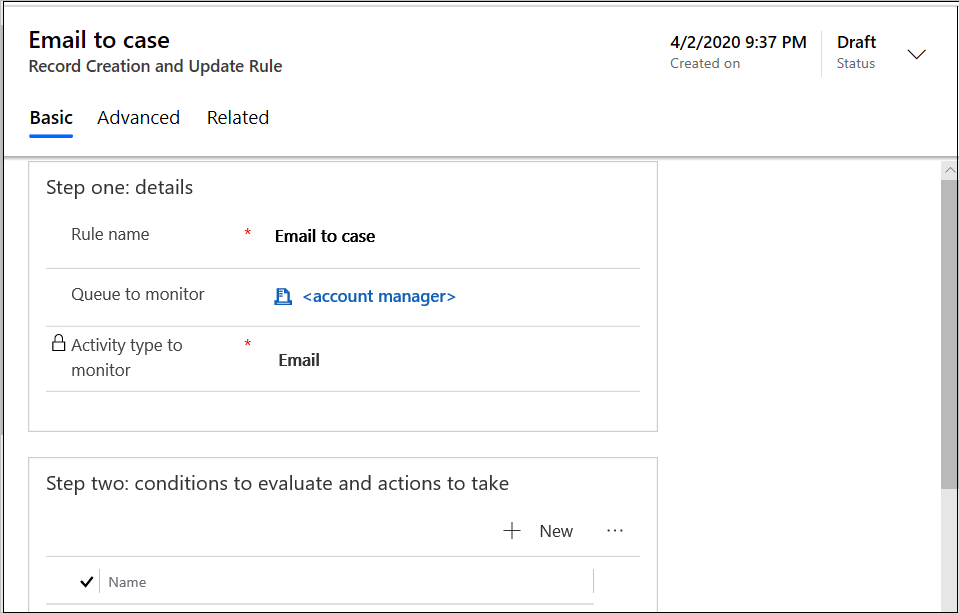 Email to case
Record Creation and Update Rule
4/2/2020 9:37 PM
Created on
Draft
Status
Basic Advanced Related
Step one: details
Rule name * Email to case
Queue to monitor <account manager>
Activity type to
monitor
* Email
Step two: conditions to evaluate and actions to take
+ New ...
Name